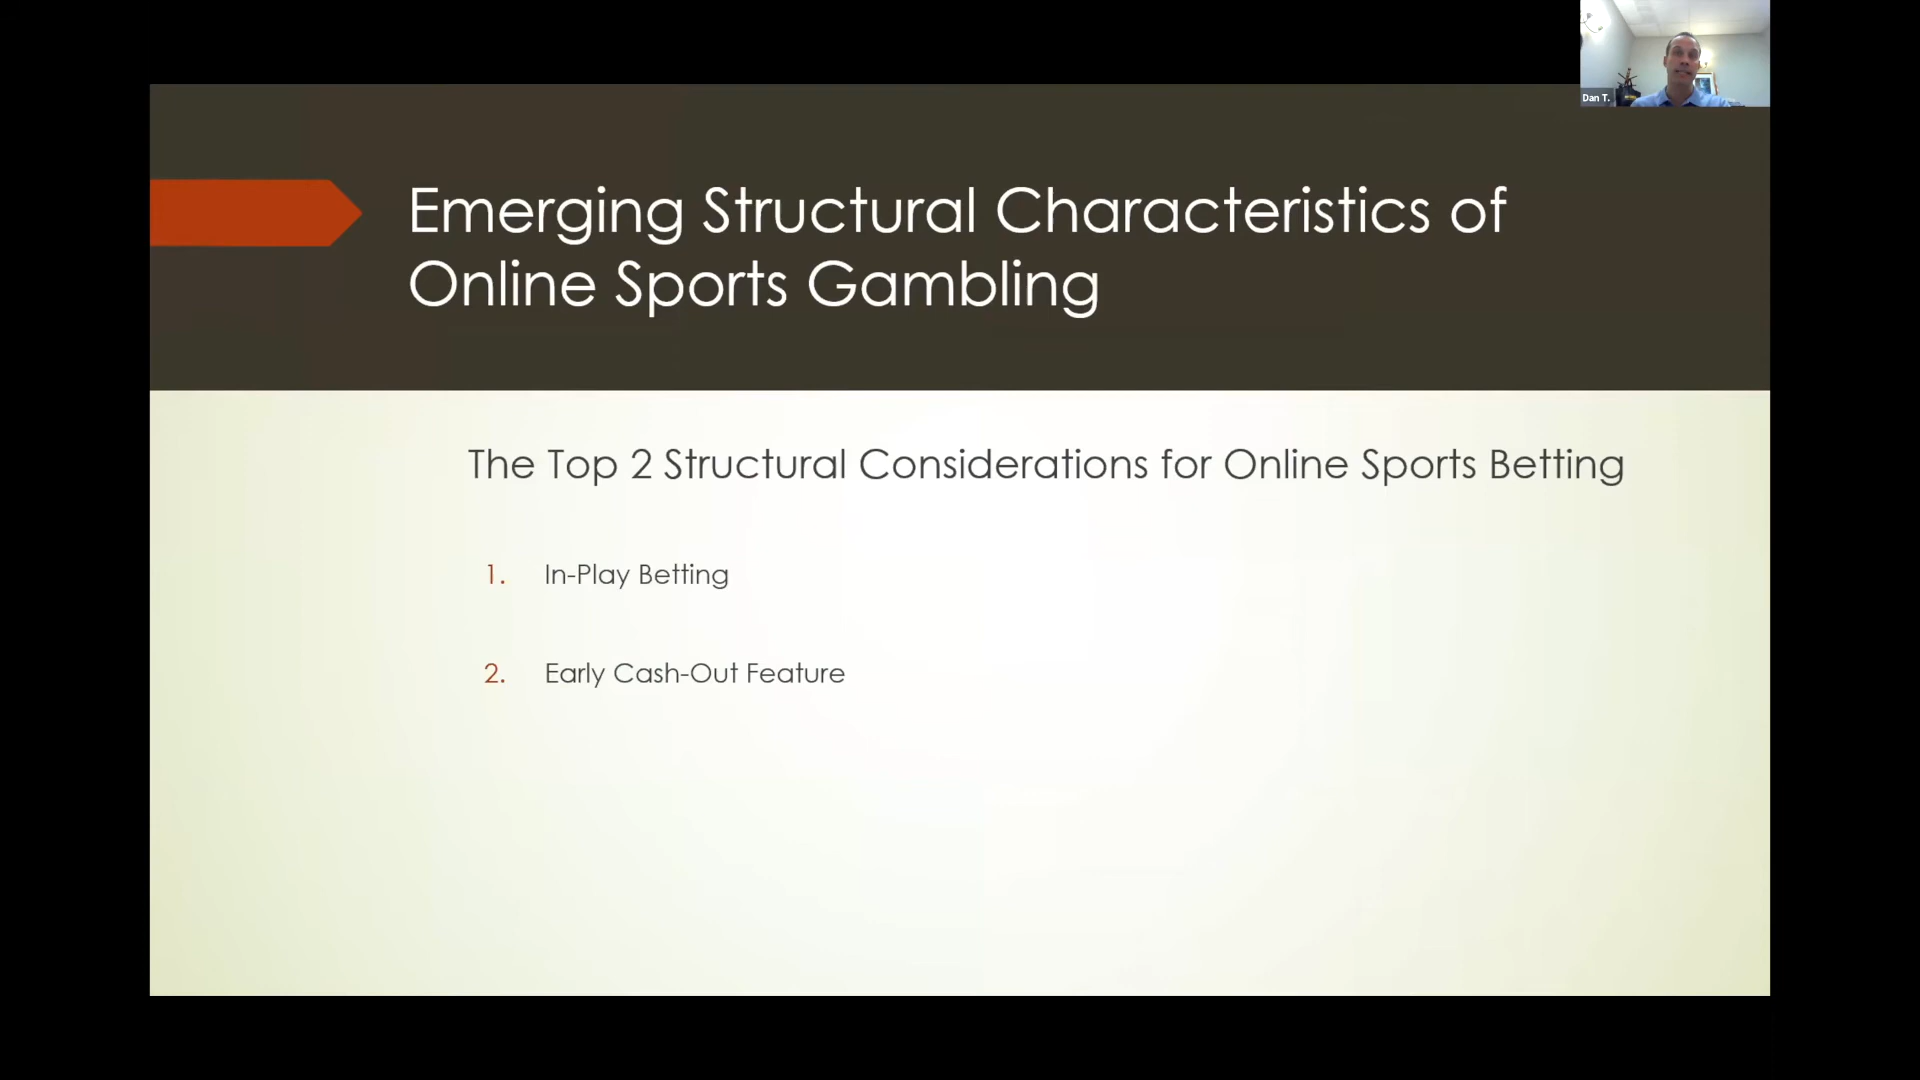 Dan T.
Emerging Structural Characteristics of
Online Sports Gambling
The Top 2 Structural Considerations for Online Sports Betting
1. In-Play Betting
2. Early Cash-Out Feature